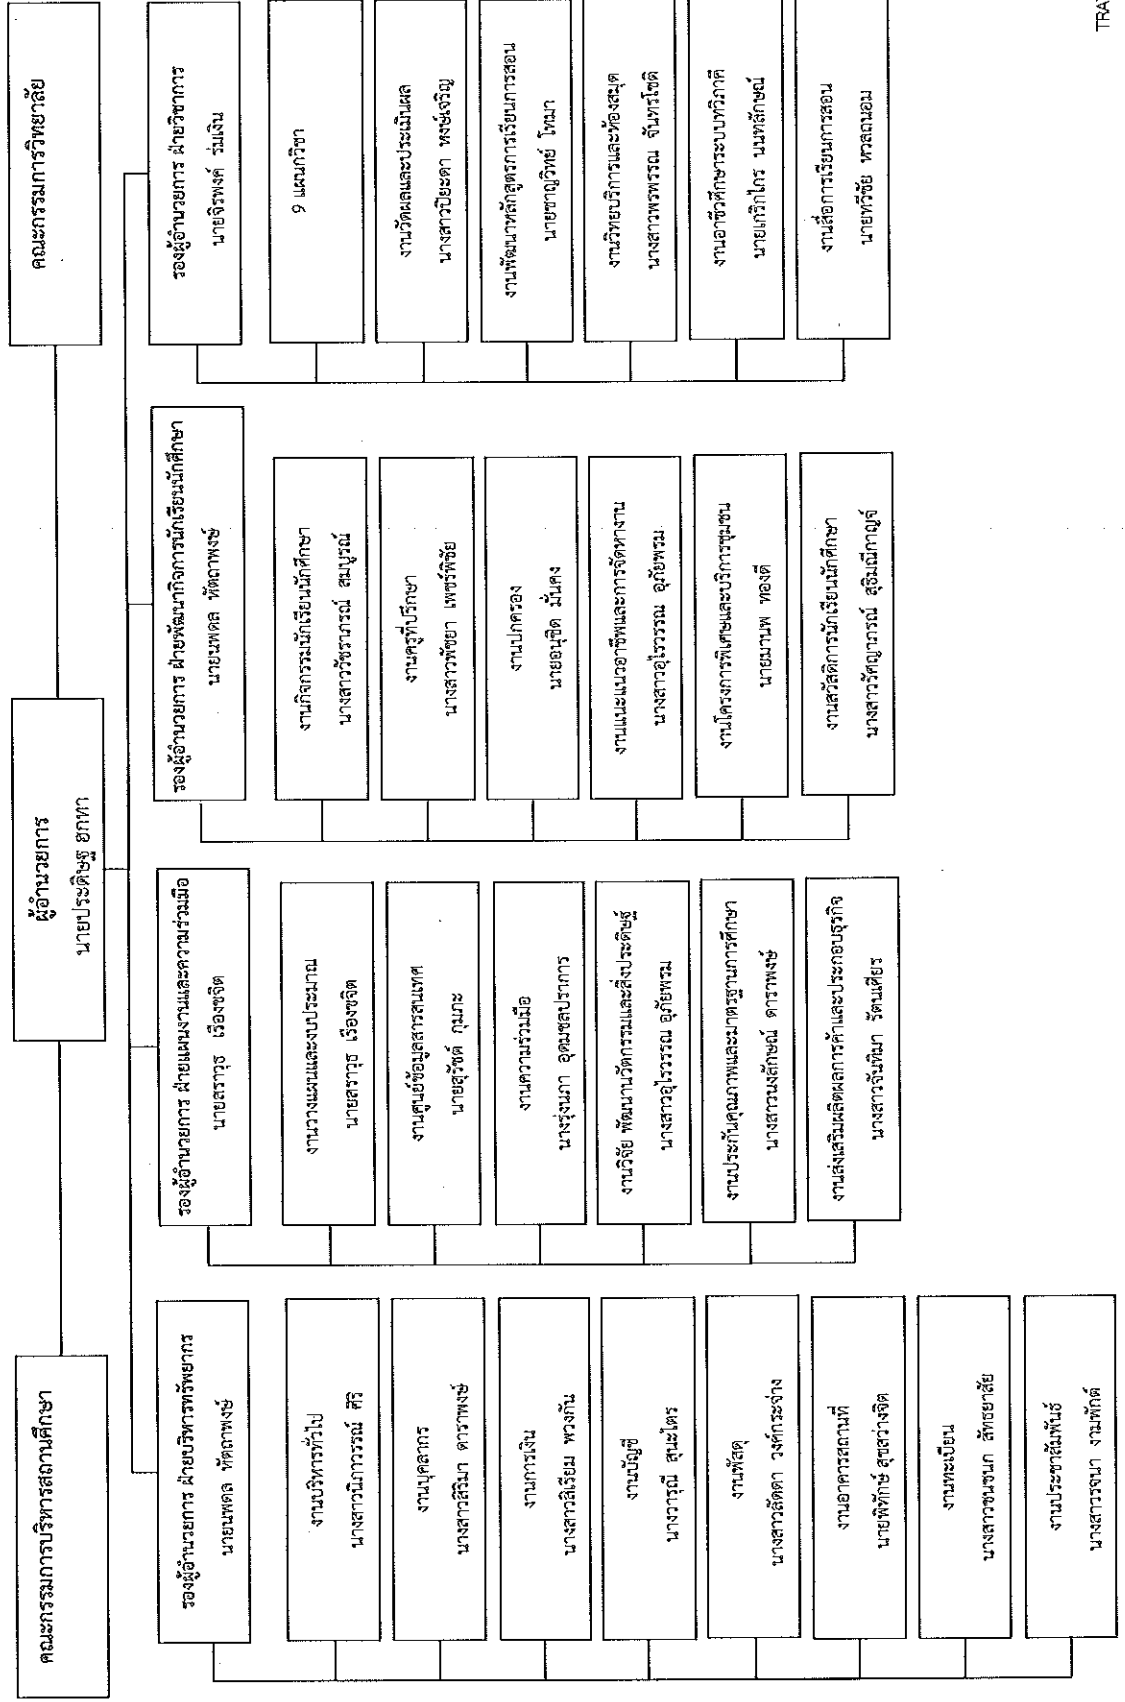 คณะกรรมการบริหารสถานศึกษา
ผู้อำนวยการ
นายประดิษฐ ฮกทา
คณะกรรมการวิทยาลัย
รองผู้อำนวยการ ฝ่ายบริหารทรัพยากร
นายนพดล หัตถาพงษ์
งานบริหารทั่วไป
นางสาวนิภาวรรณ์ ศิริ
งานบุคลากร
นางสาวสิริมา ดาราพงษ์
งานการเงิน
นางสาวสิเรียม พวงกัน
งานบัญชี
นางวารุณี สุนะไตร
งานพัสดุ
นางสาวลัดดา วงค์กระจ่าง
งานอาคารสถานที่
นายพิทักษ์ สุขสว่างจิต
งานทะเบียน
นางสาวชนชนก สัทธยาสัย
งานประชาสัมพันธ์
นางสาวรจนา งามพักต์
รองผู้อำนวยการ ฝ่ายแผนงานและความร่วมมือ
นายสราวุธ เรืองขจิต
งานวางแผนและงบประมาณ
นายสราวุธ เรืองขจิต
งานศูนย์ข้อมูลสารสนเทศ
นายสุรัชต์ กุมภะ
งานความร่วมมือ
นางรุ่งนภา อุดมชลปราการ
งานวิจัย พัฒนานวัตกรรมและสิ่งประดิษฐ์
นางสาวอุไรวรรณ อุภัยพรม
งานประกันคุณภาพและมาตรฐานการศึกษา
นางสาวนงลักษณ์ ดาราพงษ์
งานส่งเสริมผลิตผลการค้าและประกอบธุรกิจ
นางสาวจันทิมา รัตนเศียร
รองผู้อำนวยการ ฝ่ายพัฒนากิจการนักเรียนนักศึกษา
นายนพดล หัตถาพงษ์
งานกิจกรรมนักเรียนนักศึกษา
นางสาววัชราภรณ์ สมบูรณ์
งานครูที่ปรึกษา
นางสาวพัชยา เพชร์พิชัย
งานปกครอง
นายอนุชิต มั่นคง
งานแนะแนวอาชีพและการจัดหางาน
นางสาวอุไรวรรณ อุภัยพรม
งานโครงการพิเศษและบริการชุมชน
นายมานพ ทองดี
งานสวัสดิการนักเรียนนักศึกษา
นางสาวรัศญาภรณ์ สุธิมณีกาญจ์
รองผู้อำนวยการ ฝ่ายวิชาการ
นายจิรพงค์ ร่มเงิน
9 แผนกวิชา
งานวัดผลและประเมินผล
นางสาวปิยะดา หงษ์เจริญ
งานพัฒนาหลักสูตรการเรียนการสอน
นายชาญวิทย์ โทมา
งานวิทยบริการและห้องสมุด
นางสาวพรพรรณ จันทรโชติ
งานอาชีวศึกษาระบบทวิภาคี
นายเกริกไกร นนทลักษณ์
งานสื่อการเรียนการสอน
นายทวีชัย หวลถนอม